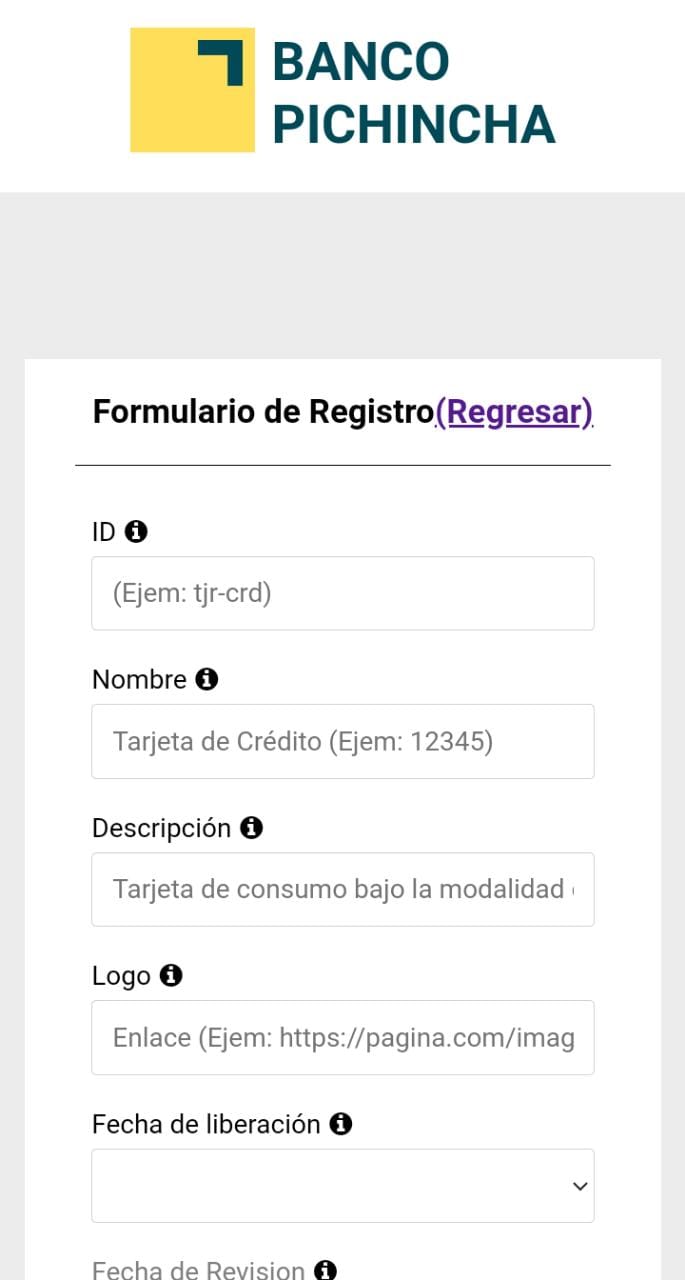 BANCO
PICHINCHA
Formulario de Registro(Regresar)
ID
(Ejem: tjr-crd)
Nombre
Tarjeta de Crédito (Ejem: 12345)
Descripción
Tarjeta de consumo bajo la modalidad
Logo
Enlace (Ejem: https://pagina.com/imag
Fecha de liberación
Fecha de Revision